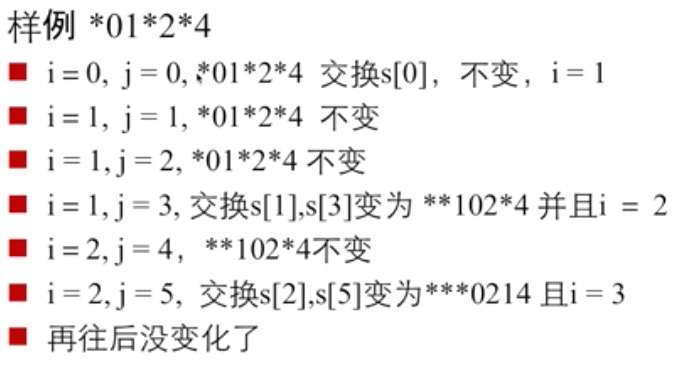 样例 *01*2*4
i = 0, j = 0, *01*2*4 交换s[0]，不变，i = 1
i = 1, j = 1, *01*2*4 不变
i = 1, j = 2, *01*2*4 不变
i = 1, j = 3, 交换s[1],s[3]变为 **102*4 并且i = 2
i = 2, j = 4，**102*4不变
i = 2, j = 5, 交换s[2],s[5]变为***0214 且i = 3
再往后没变化了